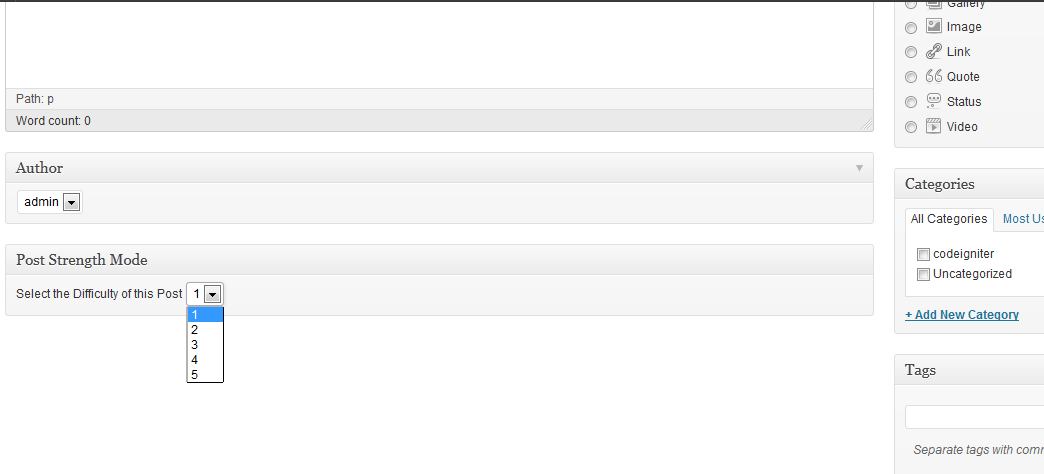 Path: p
Word count: 0
Author
admin
Post Strength Mode
Select the Difficulty of this Post 1
1
2
3
4
5
Gallery
Image
Link
Quote
Status
Video
Categories
All Categories Most Us
codeigniter
Uncategorized
+ Add New Category
Tags
Separate tags with comm